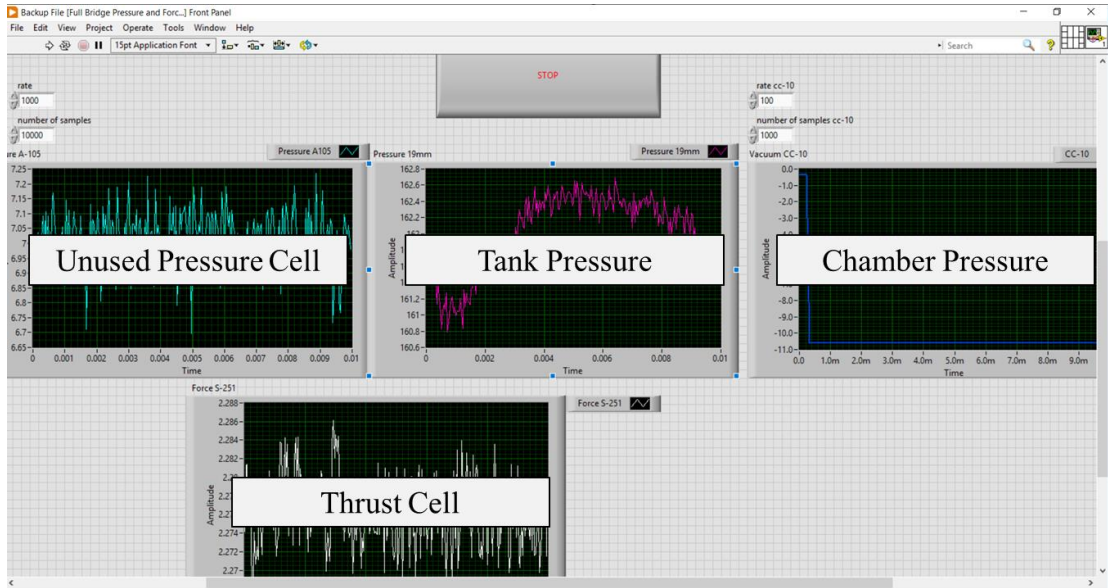 Backup File [Full Bridge Pressure and Forc...] Front Panel
File Edit View Project Operate Tools Window Help
15pt Application Font
Search
STOP
rate
1000
number of samples
10000
rate cc-10
100
number of samples cc-10
1000
re A-105
Pressure A105
7.25
7.2
7.15
7.1
7.05
7
6.95
6.9
6.85
6.8
6.75
6.7
6.65
0 0.001 0.002 0.003 0.004 0.005 0.006 0.007 0.008 0.009 0.01
Time
Unused Pressure Cell
Pressure 19mm
Pressure 19mm
162.8
162.6
162.4
162.2
161.2
161
160.8
160.6
Amplitude
0 0.002 0.004 0.006 0.008 0.01
Time
Tank Pressure
Vacuum CC-10
CC-10
0.0
-1.0
-2.0
-3.0
-8.0
-9.0
-10.0
-11.0
Amplitude
0.0 1.0m 2.0m 3.0m 4.0m 5.0m 6.0m 7.0m 8.0m 9.0m
Time
Chamber Pressure
Force S-251
Force S-251
2.288
2.286
2.284
2.282
2.274
2.272
2.27
Amplitude
Thrust Cell